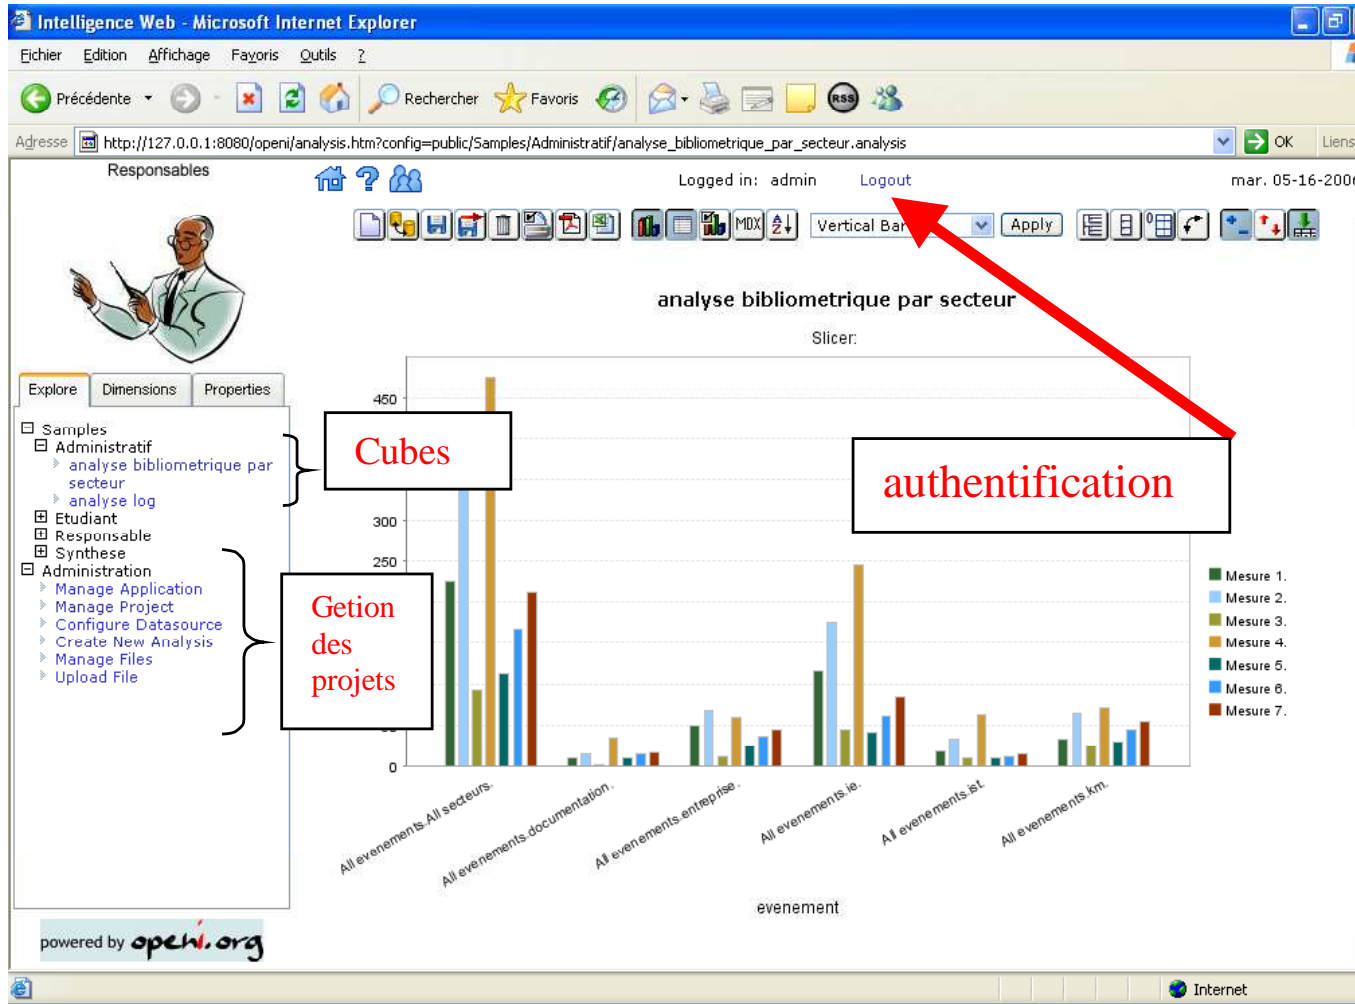 Intelligence Web - Microsoft Internet Explorer
Fichier Edition Affichage Favoris Outils ?
Précédente Rechercher Favoris RSS
Adresse http://127.0.0.1:8080/openi/analysis.htm?config=public/Samples/Administratif/analyse_bibliometrique_par_secteur.analysis OK Liens
Responsables
Logged in: admin Logout mar. 05-16-2006
MDX Vertical Bar Apply
analyse bibliometrique par secteur
Slicer:
Explore Dimensions Properties
Samples
Administratif
analyse bibliometrique par
secteur
analyse log
Etudiant
Responsable
Synthese
Administration
Manage Application
Manage Project
Configure Datasource
Create New Analysis
Manage Files
Upload File
Cubes
Getion
des
projets
authentification
450
300
250
0
All evenements.All secteurs.
All evenements.documentation.
All evenements.entreprise.
All evenements.ie.
All evenements.ist.
All evenements.km.
evenement
Mesure 1.
Mesure 2.
Mesure 3.
Mesure 4.
Mesure 5.
Mesure 6.
Mesure 7.
powered by openi.org
Internet